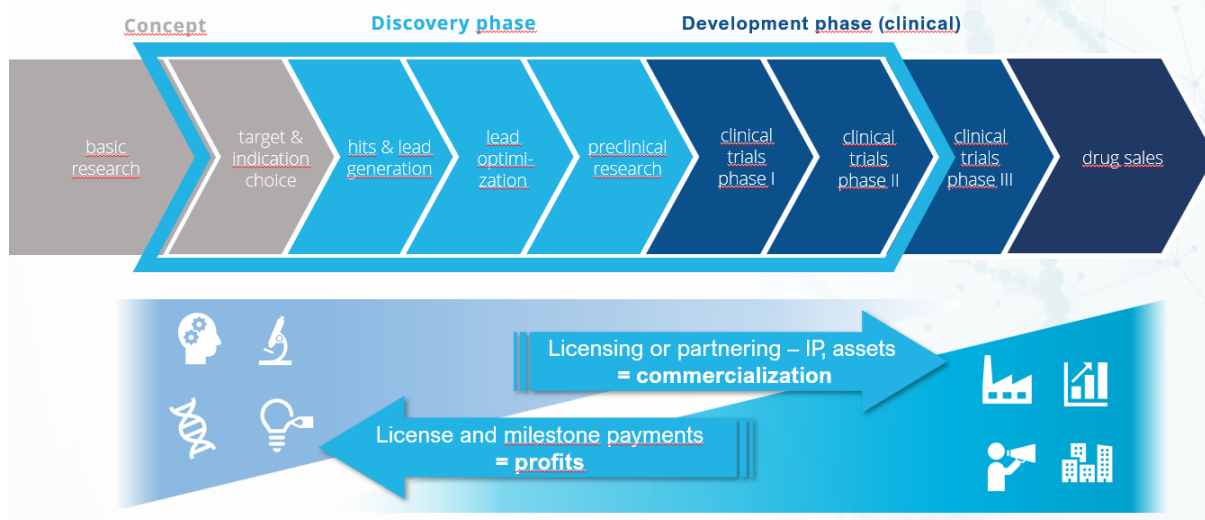 Concept
Discovery phase
Development phase (clinical)
basic
research
target &
indication
choice
hits & lead
generation
lead
optimi-
zation
preclinical
research
clinical
trials
phase I
clinical
trials
phase II
clinical
trials
phase III
drug sales
Licensing or partnering – IP, assets
= commercialization
License and milestone payments
= profits